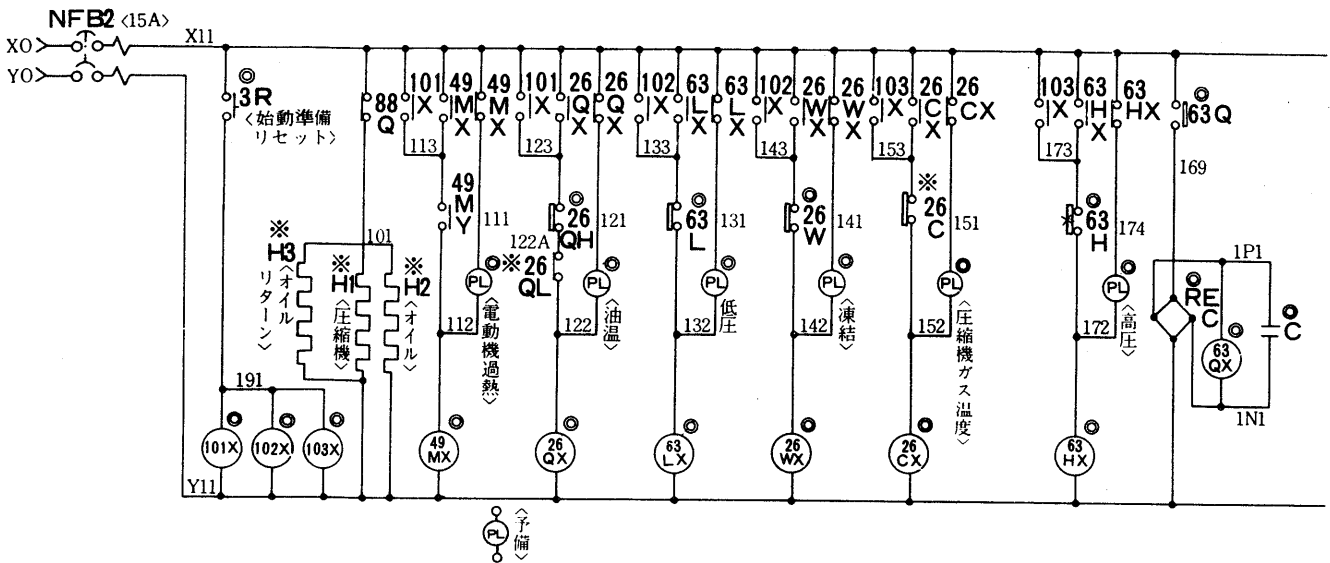 NFB2 〈15A〉
XO
X11
YO
3R
〈始動準備
リセット〉
88
Q
101
X
49
M
X
49
M
X
101
X
26
Q
X
26
Q
X
102
X
63
L
X
63
L
X
102
X
26
W
X
26
W
X
103
X
26
C
X
26
CX
103
X
63
H
X
63
HX
63Q
113
123
133
143
153
173
169
49
M
Y
111
122A
26
QH
121
63
L
131
26
W
141
※
26
C
151
63
H
174
※
26
QL
※
H3
〈オイル
リターン〉
101
※
H1
〈圧縮機〉
※
H2
〈オイル〉
PL
〈電動機過熱〉
PL
〈油温〉
PL
低圧
PL
〈凍結〉
PL
〈圧縮機ガス温度〉
PL
〈高圧〉
1P1
RE
C
63
QX
C
1N1
112
122
132
142
152
172
191
101X
102X
103X
49
MX
26
QX
63
LX
26
WX
26
CX
63
HX
Y11
PL
〈予備〉